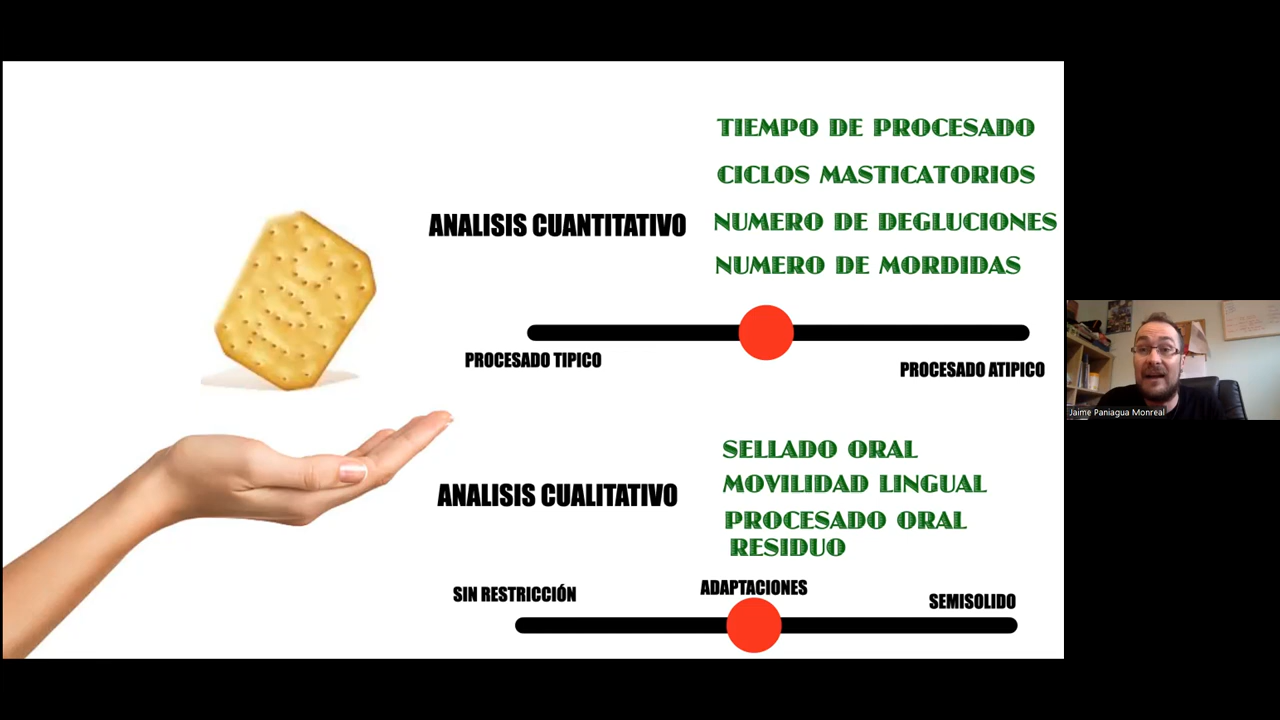 TIEMPO DE PROCESADO
CICLOS MASTICATORIOS
ANALISIS CUANTITATIVO
NUMERO DE DEGLUCIONES
NUMERO DE MORDIDAS
PROCESADO TIPICO
PROCESADO ATIPICO
SELLADO ORAL
MOVILIDAD LINGUAL
ANALISIS CUALITATIVO
PROCESADO ORAL
RESIDUO
SIN RESTRICCIÓN
ADAPTACIONES
SEMISOLIDO
Jaime Paniagua Monreal